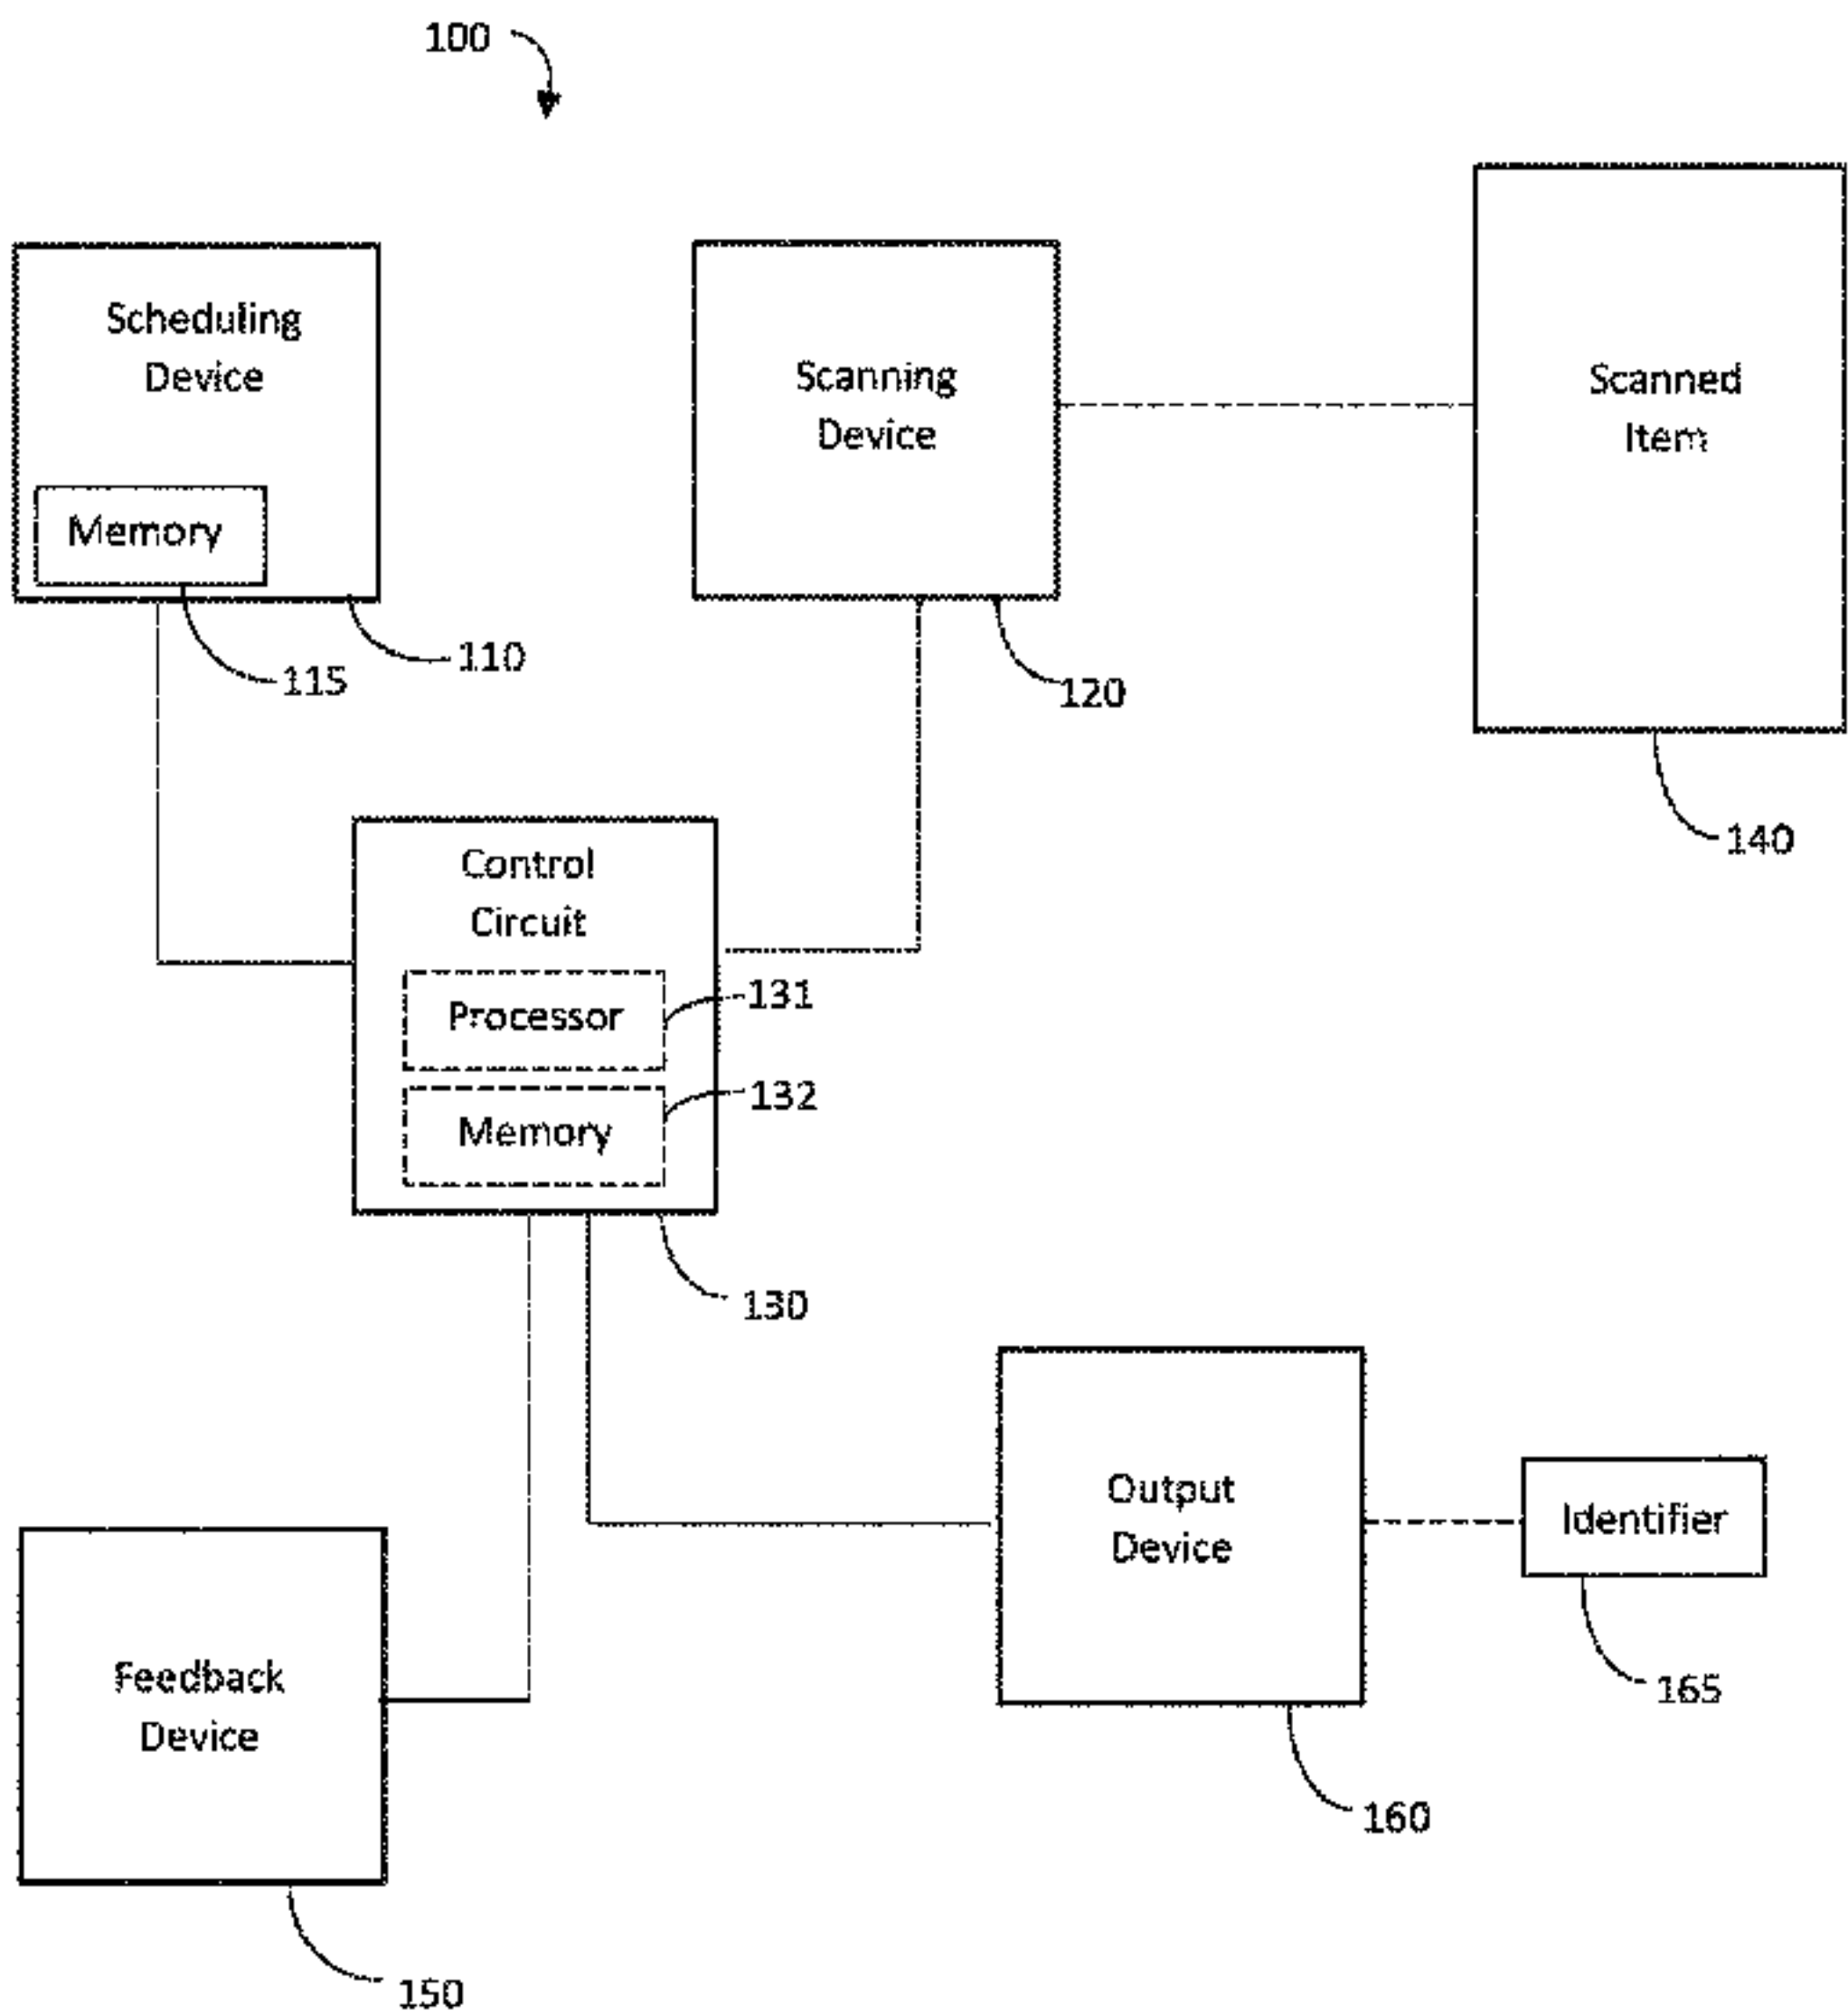 100
Scheduling
Device
Memory
115
110
Scanning
Device
120
Scanned
Item
140
Control
Circuit
Processor
131
Memory
132
130
Output
Device
160
Identifier
165
Feedback
Device
150